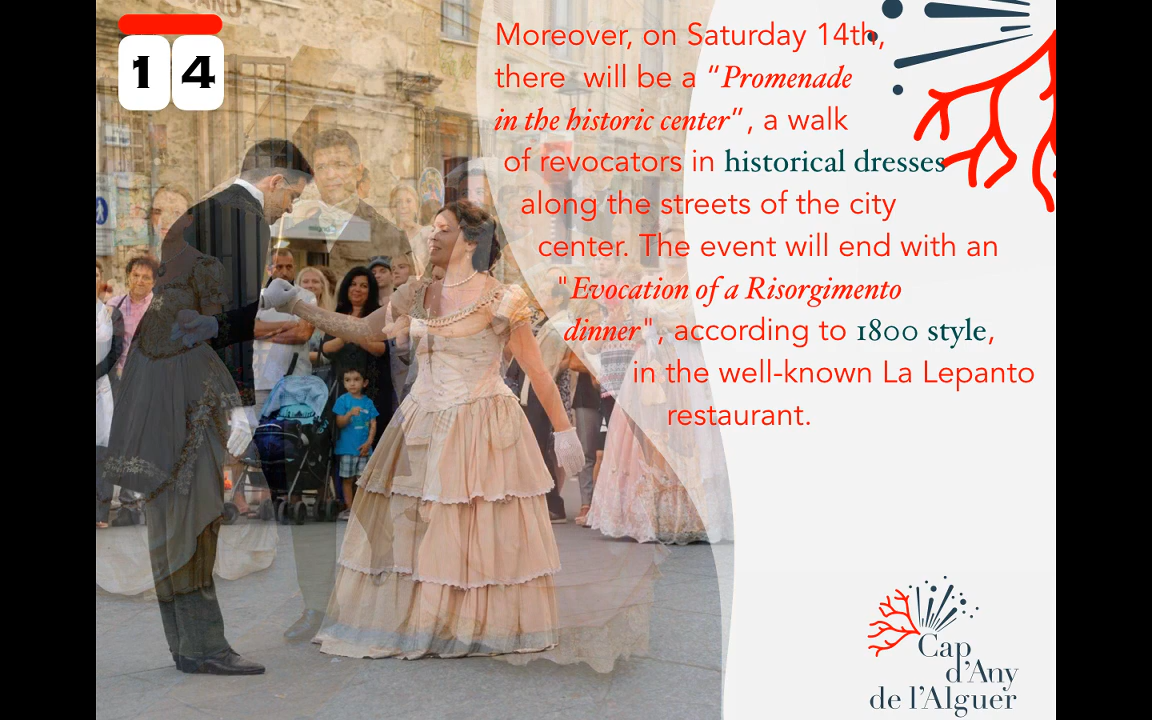 14
Moreover, on Saturday 14th,
there will be a “Promenade
in the historic center”, a walk
of revocators in historical dresses
along the streets of the city
center. The event will end with an
"Evocation of a Risorgimento
dinner", according to 1800 style,
in the well-known La Lepanto
restaurant.
Cap
d’Any
de l’Alguer